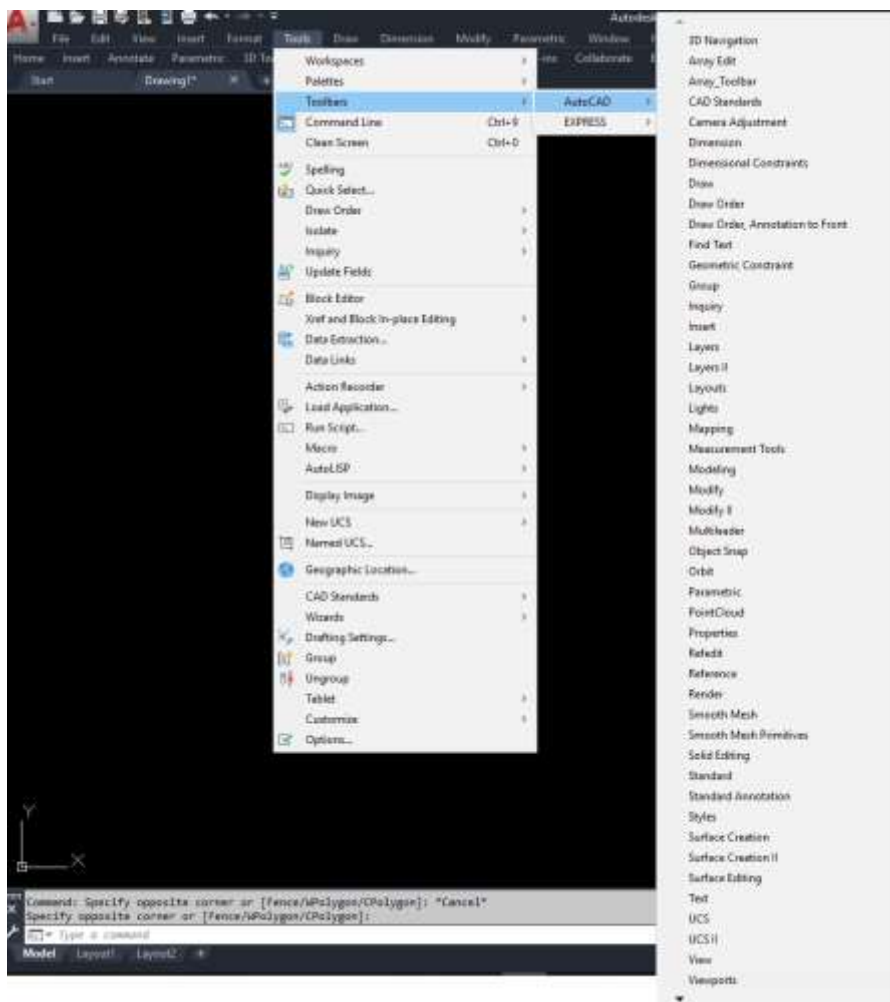 Autodesk
File Edit View Insert Format Tools Draw Dimension Modify Parametric Window
Home Insert Annotate Parametric 3D To -ins Collaborate
Start Drawing1*
Workspaces
Palettes
Toolbars
Command Line Ctrl+9
Clean Screen Ctrl+0
Spelling
Quick Select...
Draw Order
Isolate
Inquiry
Update Fields
Block Editor
Xref and Block In-place Editing
Data Extraction...
Data Links
Action Recorder
Load Application...
Run Script...
Macro
AutoLISP
Display Image
New UCS
Named UCS...
Geographic Location...
CAD Standards
Wizards
Drafting Settings...
Group
Ungroup
Tablet
Customize
Options...
AutoCAD
EXPRESS
3D Navigation
Array Edit
Array_Toolbar
CAD Standards
Camera Adjustment
Dimension
Dimensional Constraints
Draw
Draw Order
Draw Order, Annotation to Front
Find Text
Geometric Constraint
Group
Inquiry
Insert
Layers
Layers II
Layouts
Lights
Mapping
Measurement Tools
Modeling
Modify
Modify II
Multileader
Object Snap
Orbit
Parametric
PointCloud
Properties
Refedit
Reference
Render
Smooth Mesh
Smooth Mesh Primitives
Solid Editing
Standard
Standard Annotation
Styles
Surface Creation
Surface Creation II
Surface Editing
Text
UCS
UCS II
View
Viewports
Y
X
Command: Specify opposite corner or [Fence/WPolygon/CPolygon]: *Cancel*
Specify opposite corner or [Fence/WPolygon/CPolygon]:
Type a command
Model Layout1 Layout2 +